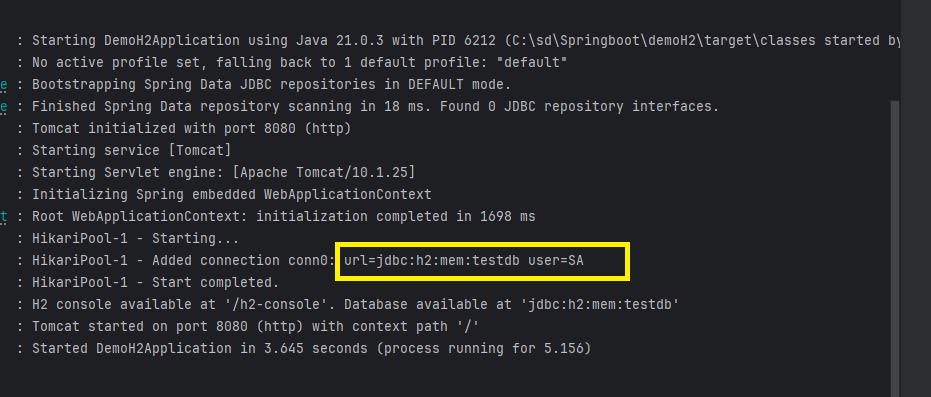 : Starting DemoH2Application using Java 21.0.3 with PID 6212 (C:\sd\Springboot\demoH2\target\classes started by
: No active profile set, falling back to 1 default profile: "default"
e : Bootstrapping Spring Data JDBC repositories in DEFAULT mode.
e : Finished Spring Data repository scanning in 18 ms. Found 0 JDBC repository interfaces.
: Tomcat initialized with port 8080 (http)
: Starting service [Tomcat]
: Starting Servlet engine: [Apache Tomcat/10.1.25]
: Initializing Spring embedded WebApplicationContext
t : Root WebApplicationContext: initialization completed in 1698 ms
: HikariPool-1 - Starting...
: HikariPool-1 - Added connection conn0: url=jdbc:h2:mem:testdb user=SA
: HikariPool-1 - Start completed.
: H2 console available at '/h2-console'. Database available at 'jdbc:h2:mem:testdb'
: Tomcat started on port 8080 (http) with context path '/'
: Started DemoH2Application in 3.645 seconds (process running for 5.156)